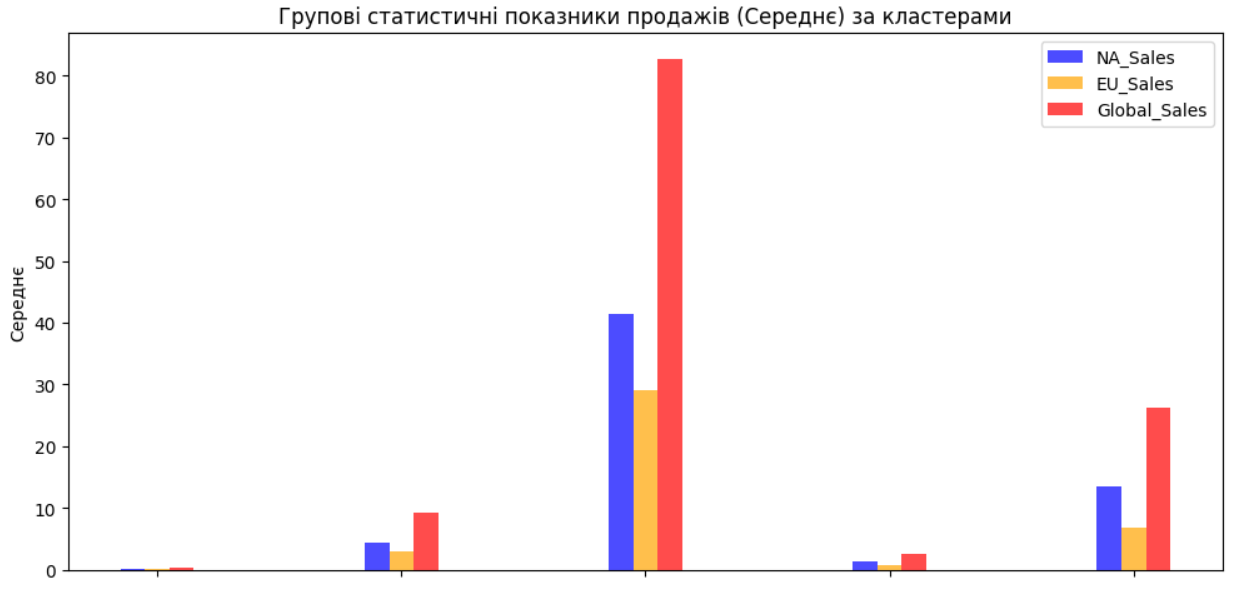 Групові статистичні показники продажів (Середнє) за кластерами
NA_Sales
EU_Sales
Global_Sales
Середнє
80
70
60
50
40
30
20
10
0